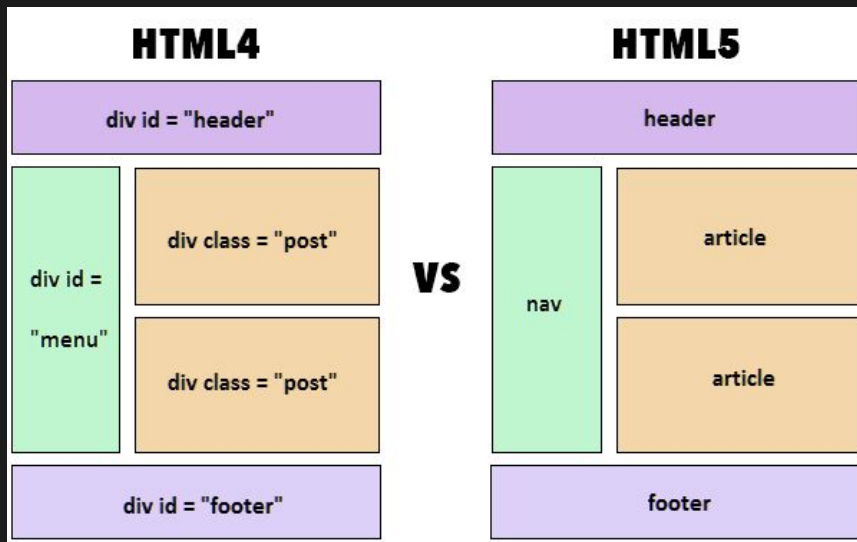 HTML4
div id = "header"
div id =
"menu"
div class = "post"
div class = "post"
div id = "footer"
VS
HTML5
header
nav
article
article
footer